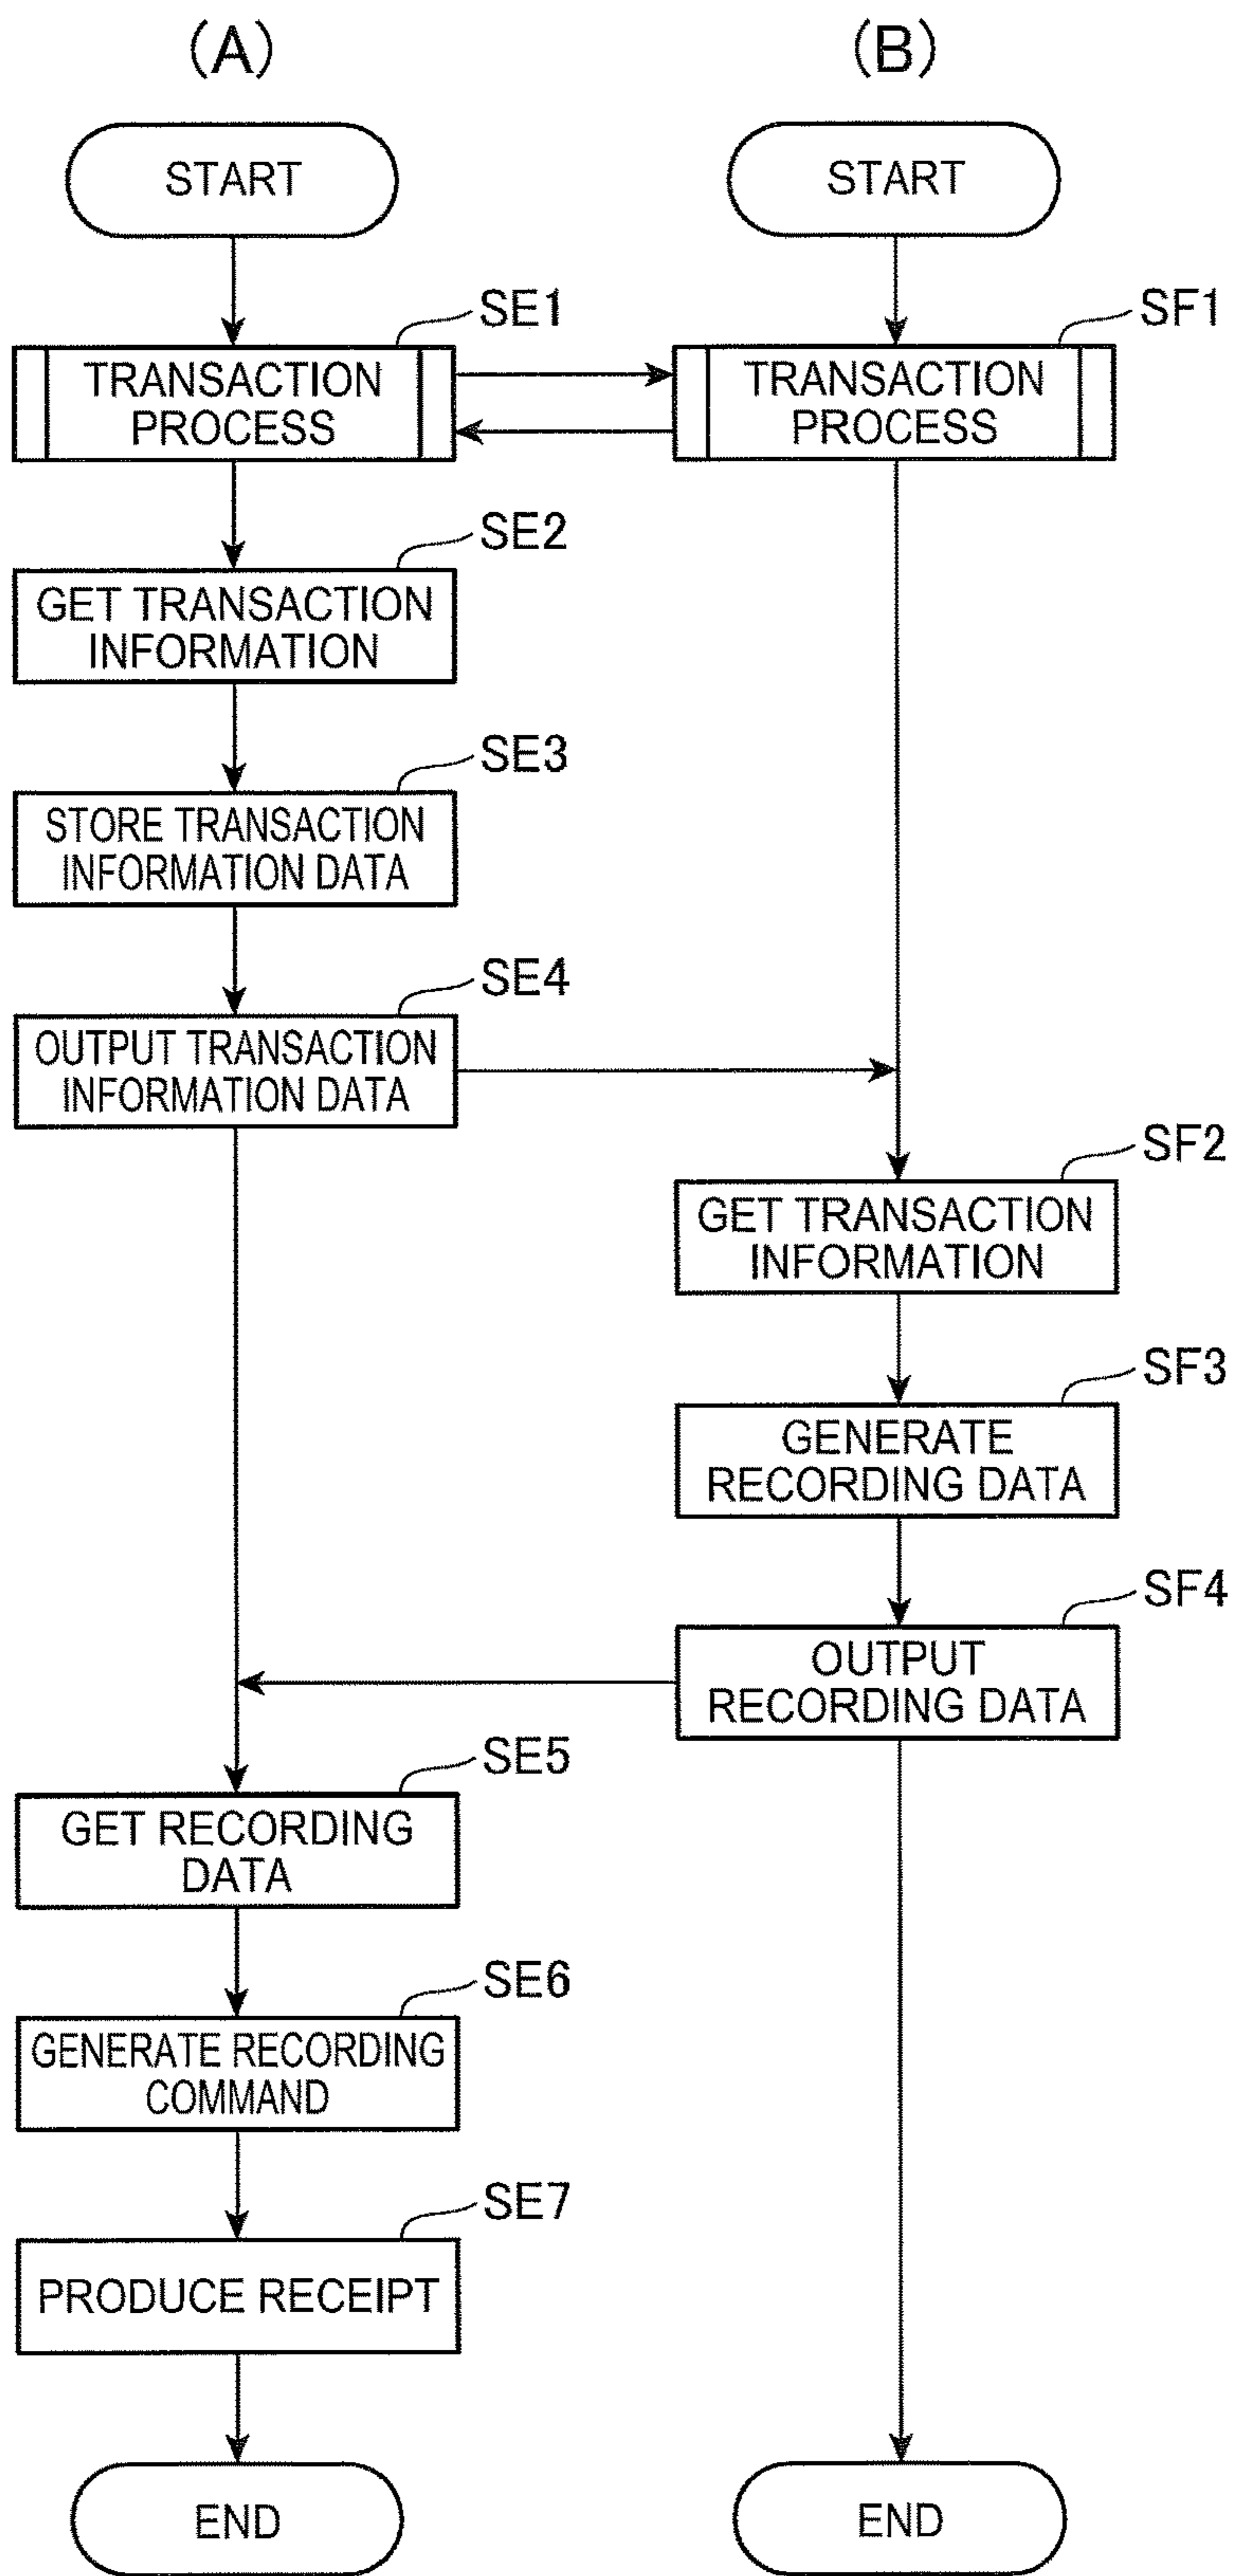 (A)
(B)
START
START
SE1
SF1
TRANSACTION
PROCESS
TRANSACTION
PROCESS
SE2
GET TRANSACTION
INFORMATION
SE3
STORE TRANSACTION
INFORMATION DATA
SE4
OUTPUT TRANSACTION
INFORMATION DATA
SF2
GET TRANSACTION
INFORMATION
SF3
GENERATE
RECORDING DATA
SF4
OUTPUT
RECORDING DATA
SE5
GET RECORDING
DATA
SE6
GENERATE RECORDING
COMMAND
SE7
PRODUCE RECEIPT
END
END